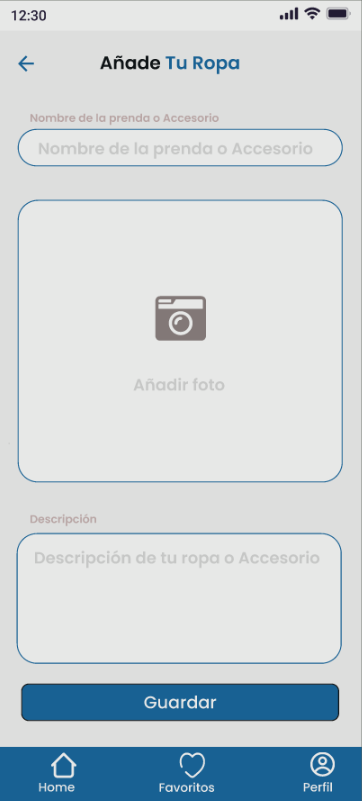 12:30
Añade Tu Ropa
Nombre de la prenda o Accesorio
Nombre de la prenda o Accesorio
Añadir foto
Descripción
Descripción de tu ropa o Accesorio
Guardar
Home Favoritos Perfil